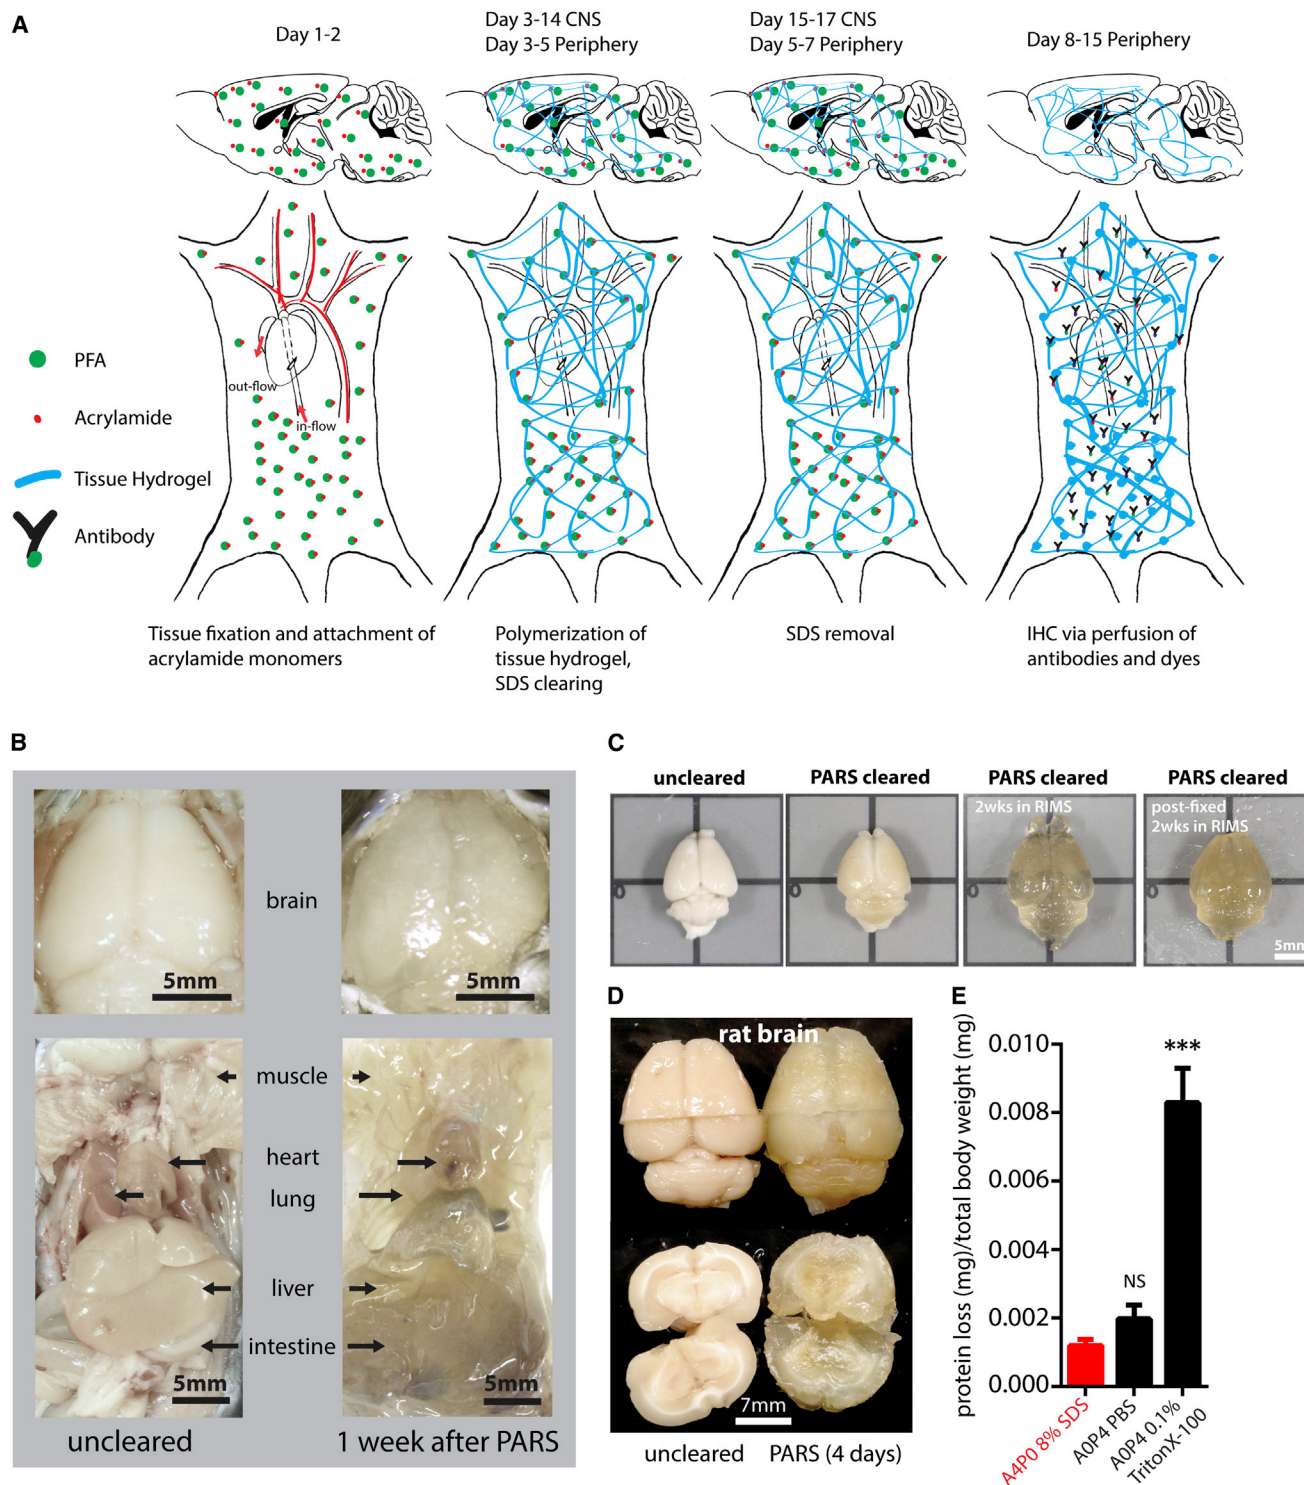 A
Day 1-2
Day 3-14 CNS
Day 3-5 Periphery
Day 15-17 CNS
Day 5-7 Periphery
Day 8-15 Periphery
PFA
Acrylamide
Tissue Hydrogel
Antibody
out-flow
in-flow
Tissue fixation and attachment of
acrylamide monomers
Polymerization of
tissue hydrogel,
SDS clearing
SDS removal
IHC via perfusion of
antibodies and dyes
B
brain
5mm
5mm
muscle
heart
lung
liver
intestine
5mm
5mm
uncleared
1 week after PARS
C
uncleared
PARS cleared
PARS cleared
PARS cleared
2wks in RIMS
post-fixed
2wks in RIMS
0
0
0
5mm
D
rat brain
7mm
uncleared
PARS (4 days)
E
protein loss (mg)/total body weight (mg)
0.010
0.008
0.006
0.004
0.002
0.000
***
NS
A4P0 8% SDS
A0P4 PBS
A0P4 0.1%
TritonX-100